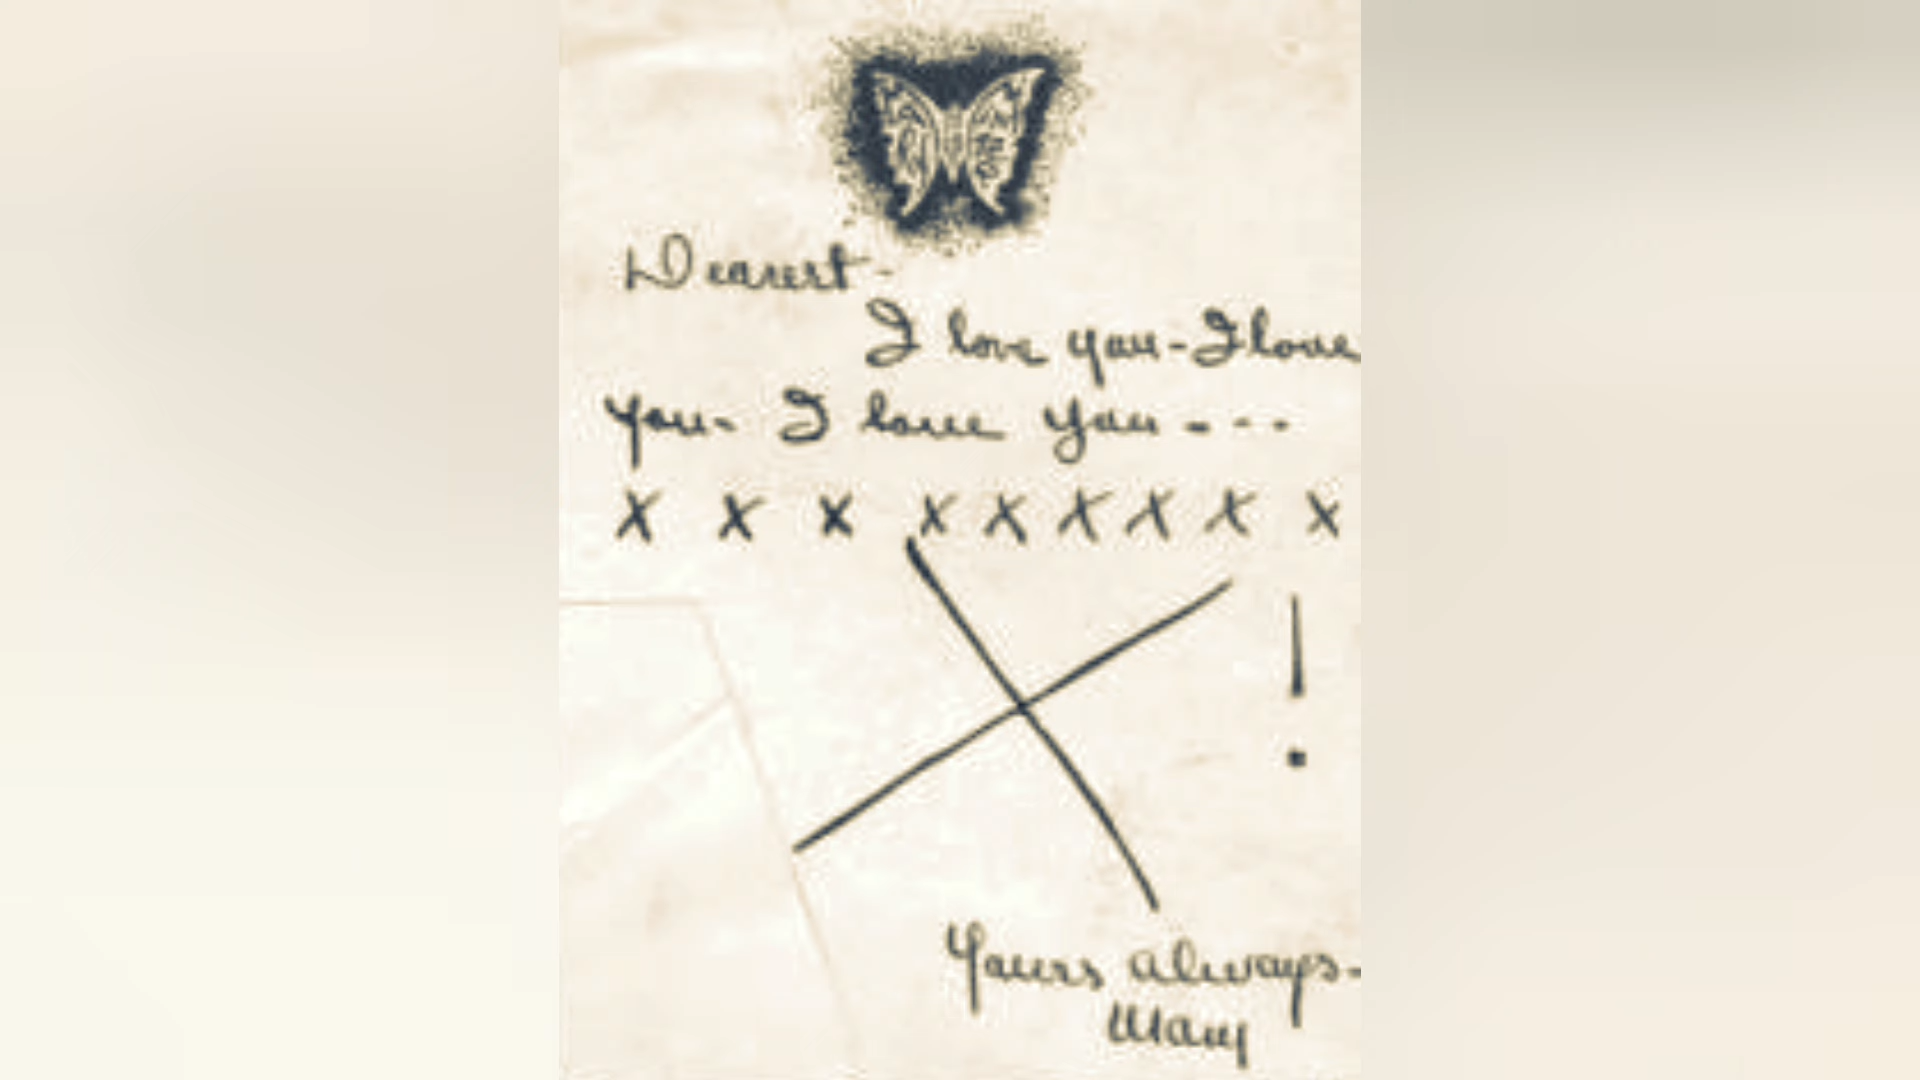 Dearest-
I love you-I love
you- I love you - - - -
X X X X X X X X X
X !
Yours always-
Mary